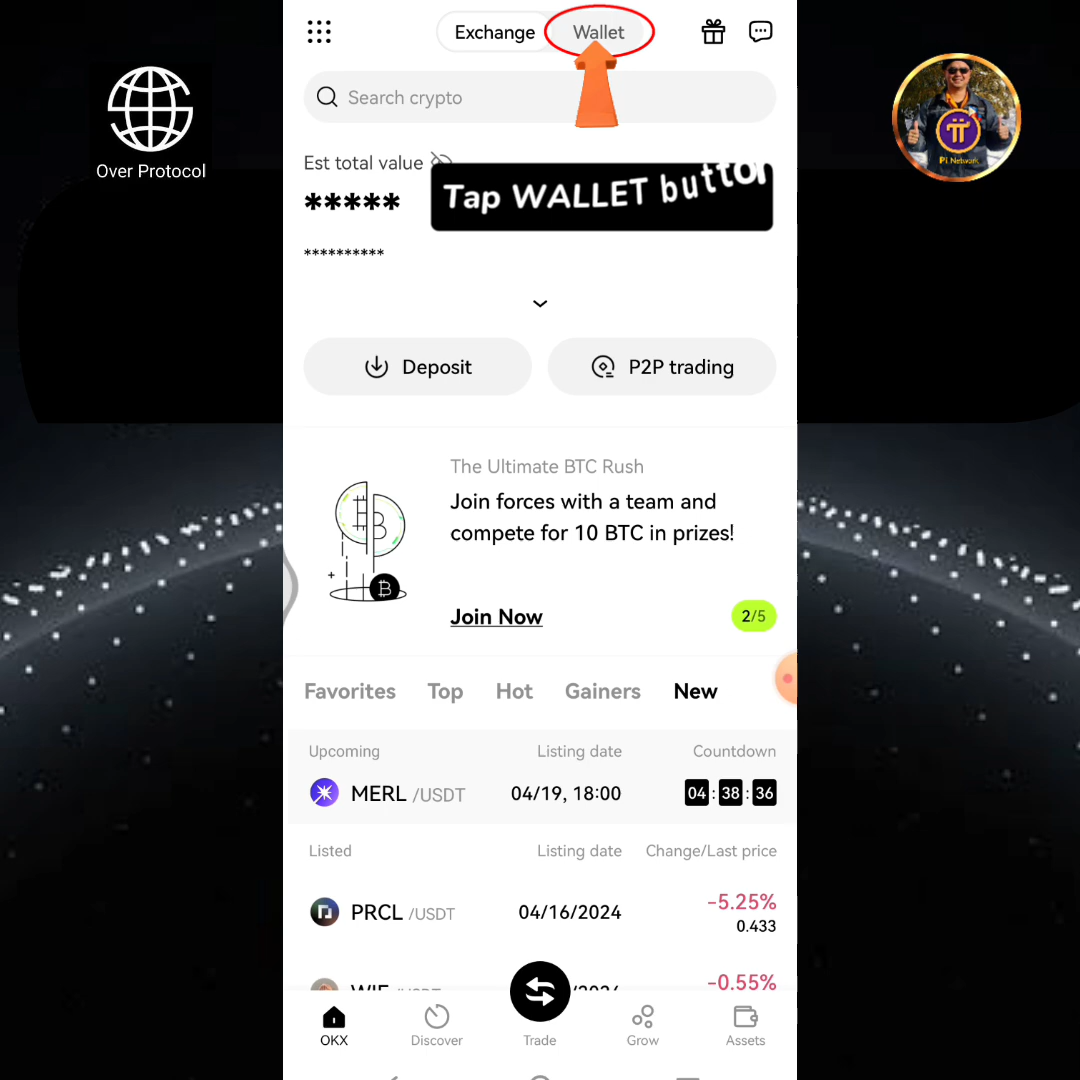 Exchange Wallet
Search crypto
Over Protocol
Pi Network
Est total value
Tap WALLET button
*****
**********
Deposit
P2P trading
The Ultimate BTC Rush
Join forces with a team and
compete for 10 BTC in prizes!
Join Now
2/5
Favorites Top Hot Gainers New
Upcoming Listing date Countdown
MERL /USDT 04/19, 18:00 04 : 38 : 36
Listed Listing date Change/Last price
PRCL /USDT 04/16/2024 -5.25%
0.433
-0.55%
OKX Discover Trade Grow Assets